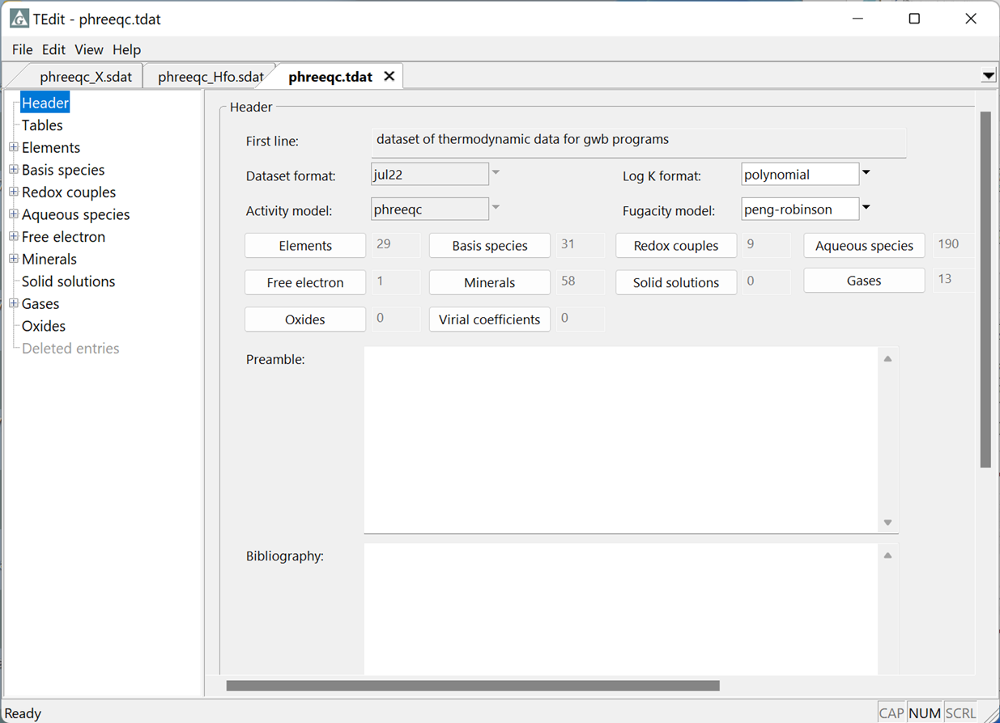 TEdit - phreeqc.tdat
File Edit View Help
phreeqc_X.sdat phreeqc_Hfo.sdat phreeqc.tdat
Header
Tables
Elements
Basis species
Redox couples
Aqueous species
Free electron
Minerals
Solid solutions
Gases
Oxides
Deleted entries
Header
First line: dataset of thermodynamic data for gwb programs
Dataset format: jul22 Log K format: polynomial
Activity model: phreeqc Fugacity model: peng-robinson
Elements 29 Basis species 31 Redox couples 9 Aqueous species 190
Free electron 1 Minerals 58 Solid solutions 0 Gases 13
Oxides 0 Virial coefficients 0
Preamble:
Bibliography:
Ready CAP NUM SCRL